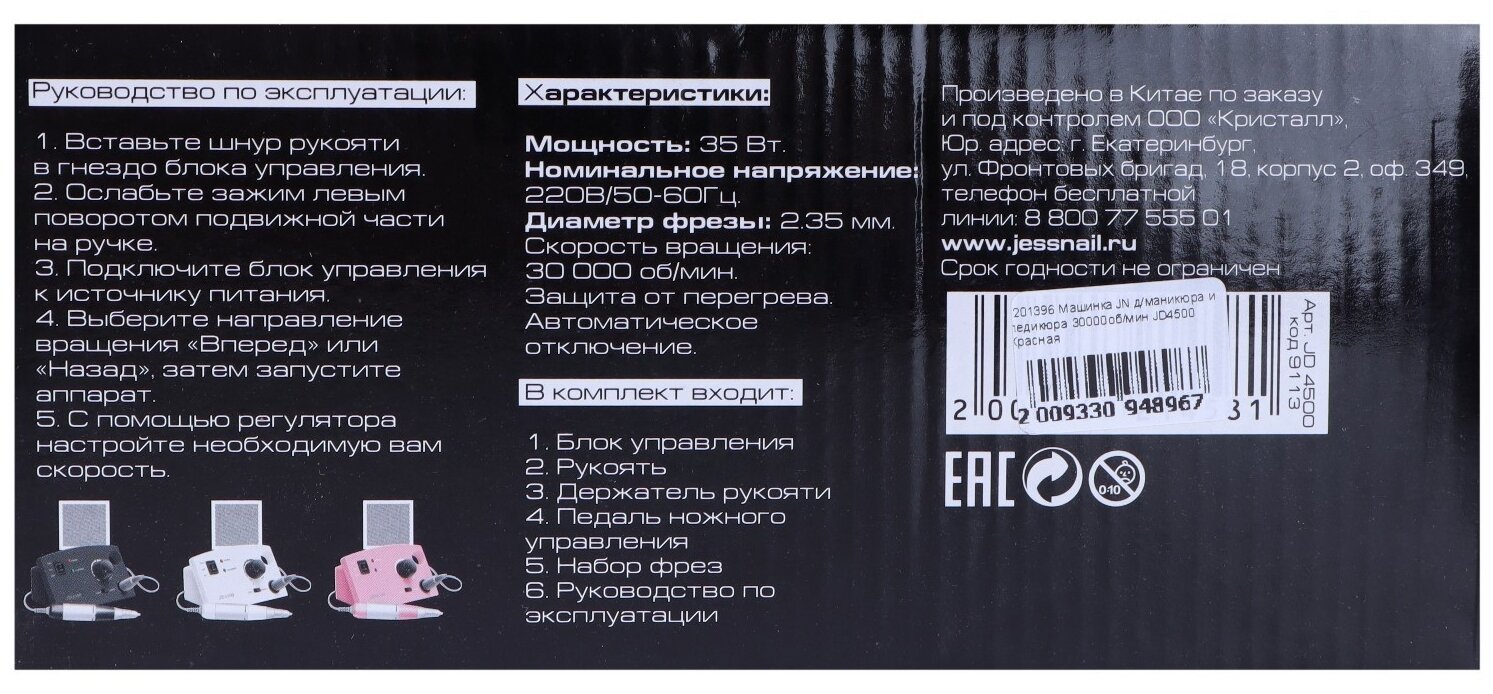 Руководство по эксплуатации:
1. Вставьте шнур рукояти
в гнездо блока управления.
2. Ослабьте зажим левым
поворотом подвижной части
на ручке.
3. Подключите блок управления
к источнику питания.
4. Выберите направление
вращения «Вперед» или
«Назад», затем запустите
аппарат.
5. С помощью регулятора
настройте необходимую вам
скорость.
Характеристики:
Мощность: 35 Вт.
Номинальное напряжение:
220В/50-60Гц.
Диаметр фрезы: 2.35 мм.
Скорость вращения:
30 000 об/мин.
Защита от перегрева.
Автоматическое
отключение.
В комплект входит:
1. Блок управления
2. Рукоять
3. Держатель рукояти
4. Педаль ножного
управления
5. Набор фрез
6. Руководство по
эксплуатации
Произведено в Китае по заказу
и под контролем ООО «Кристалл»,
Юр. адрес: г. Екатеринбург,
ул. Фронтовых бригад, 18, корпус 2, оф. 349,
телефон бесплатной
линии: 8 800 77 555 01
www.jessnail.ru
Срок годности не ограничен
201396 Машинка JN д/маникюра и
педикюра 30000об/мин JD4500
Красная
2 009330 948967
2 00
31
Арт. JD 4500
код 9113
EAC
0-10